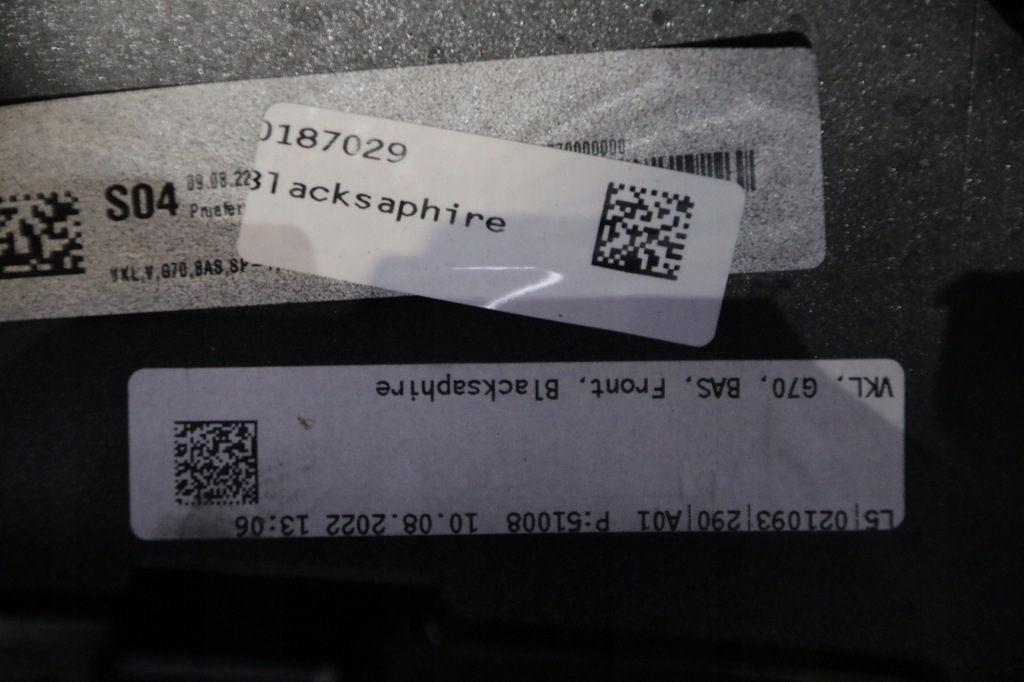 0187029
Blacksaphire
70000000
S04
09.08.22
Pruefer
VKL,V,G70,BAS,SP
VKL, G70, BAS, Front, Blacksaphire
L5|021093|290|A01 P:51008 10.08.2022 13:06